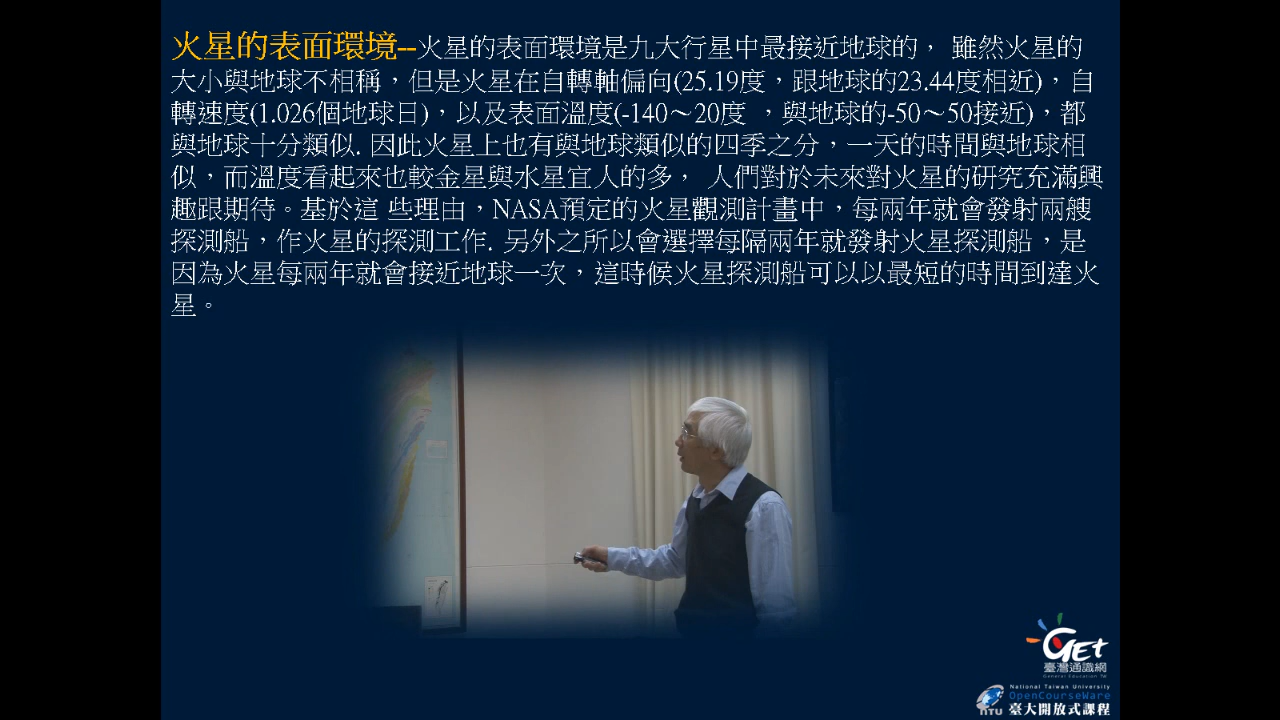 火星的表面環境--火星的表面環境是九大行星中最接近地球的， 雖然火星的
大小與地球不相稱，但是火星在自轉軸偏向(25.19度，跟地球的23.44度相近)，自
轉速度(1.026個地球日)，以及表面溫度(-140～20度 ，與地球的-50～50接近)，都
與地球十分類似. 因此火星上也有與地球類似的四季之分，一天的時間與地球相
似，而溫度看起來也較金星與水星宜人的多， 人們對於未來對火星的研究充滿興
趣跟期待。基於這 些理由，NASA預定的火星觀測計畫中，每兩年就會發射兩艘
探測船，作火星的探測工作. 另外之所以會選擇每隔兩年就發射火星探測船，是
因為火星每兩年就會接近地球一次，這時候火星探測船可以以最短的時間到達火
星。
GET
臺灣通識網
General Education TW
National Taiwan University
OpenCourseWare
NTU 臺大開放式課程